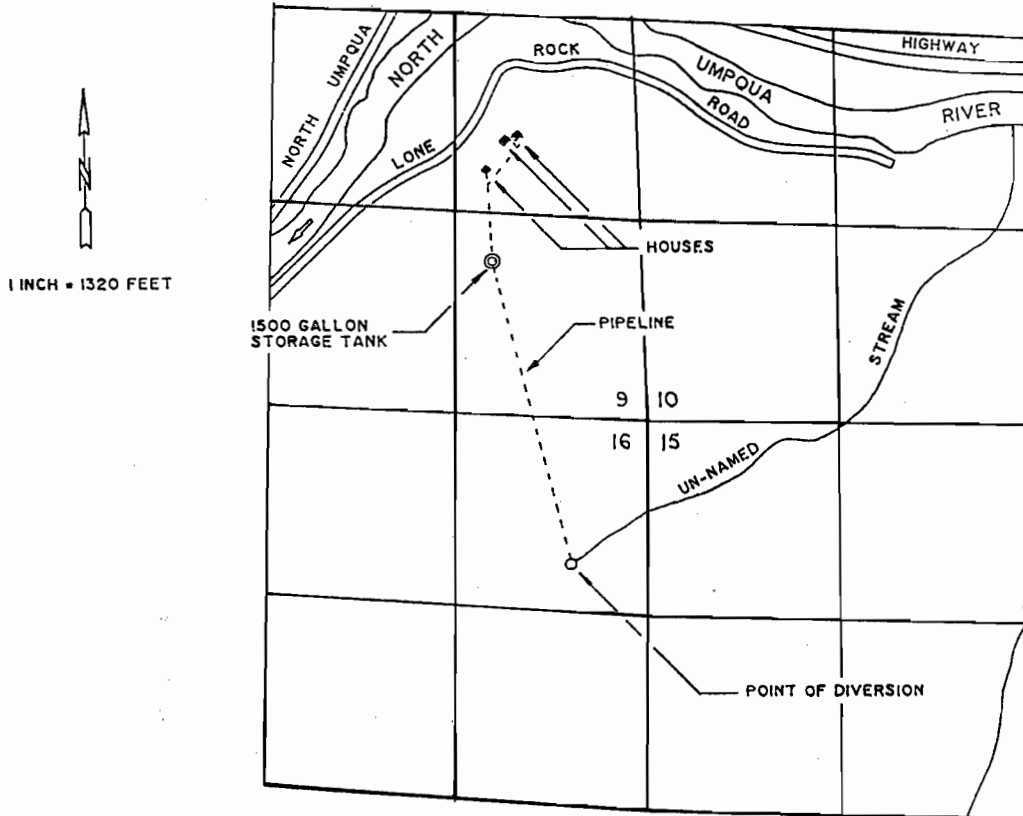 HIGHWAY
NORTH UMPQUA
NORTH
ROCK
UMPQUA
RIVER
LONE
ROAD
N
HOUSES
1 INCH = 1320 FEET
1500 GALLON
STORAGE TANK
PIPELINE
STREAM
9 10
16 15
UN-NAMED
POINT OF DIVERSION